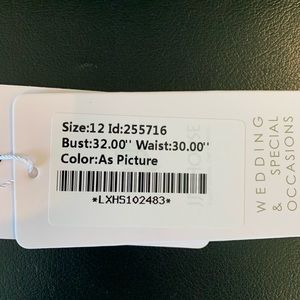 Size:12 Id:255716
Bust:32.00'' Waist:30.00''
Color:As Picture
*LXHS102483*
WEDDING
& SPECIAL
OCCASIONS